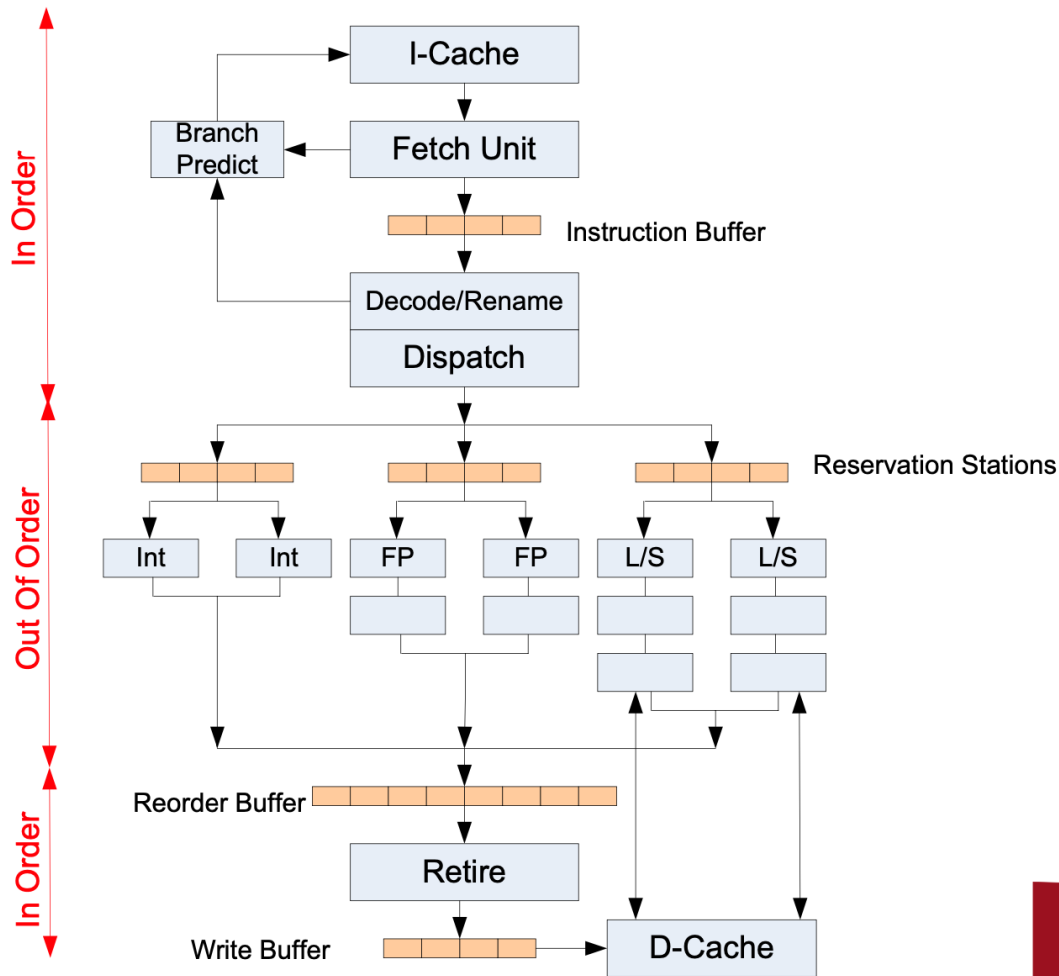 I-Cache
Branch
Predict
Fetch Unit
Instruction Buffer
Decode/Rename
Dispatch
In Order
Reservation Stations
Int
Int
FP
FP
L/S
L/S
Out Of Order
Reorder Buffer
Retire
Write Buffer
D-Cache
In Order